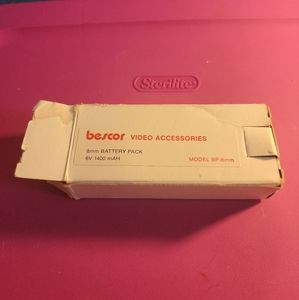 Sterilite
bescor VIDEO ACCESSORIES
8mm BATTERY PACK
6V 1400 mAH
MODEL BP-8mm